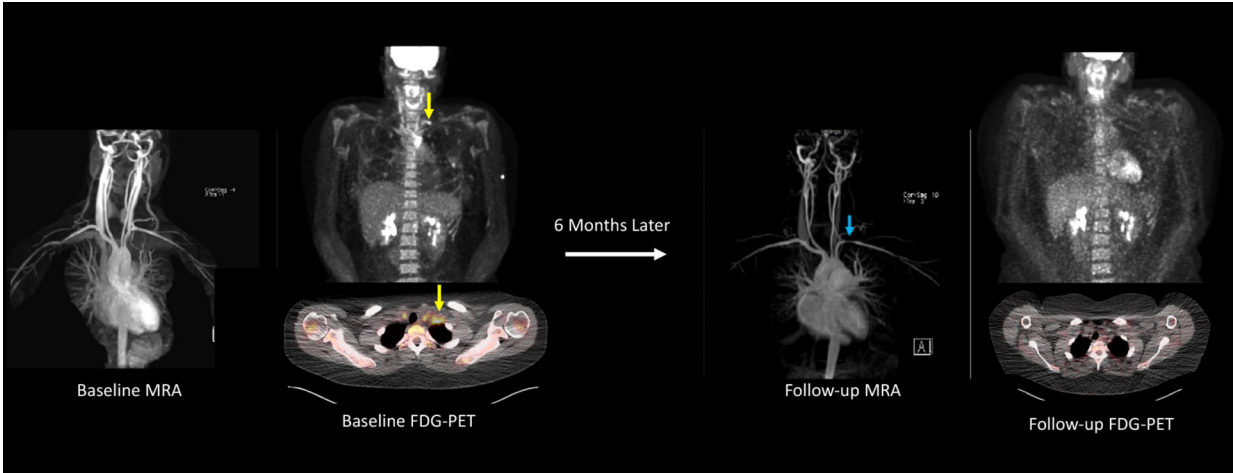 6 Months Later
Baseline MRA
Baseline FDG-PET
A
Follow-up MRA
Follow-up FDG-PET